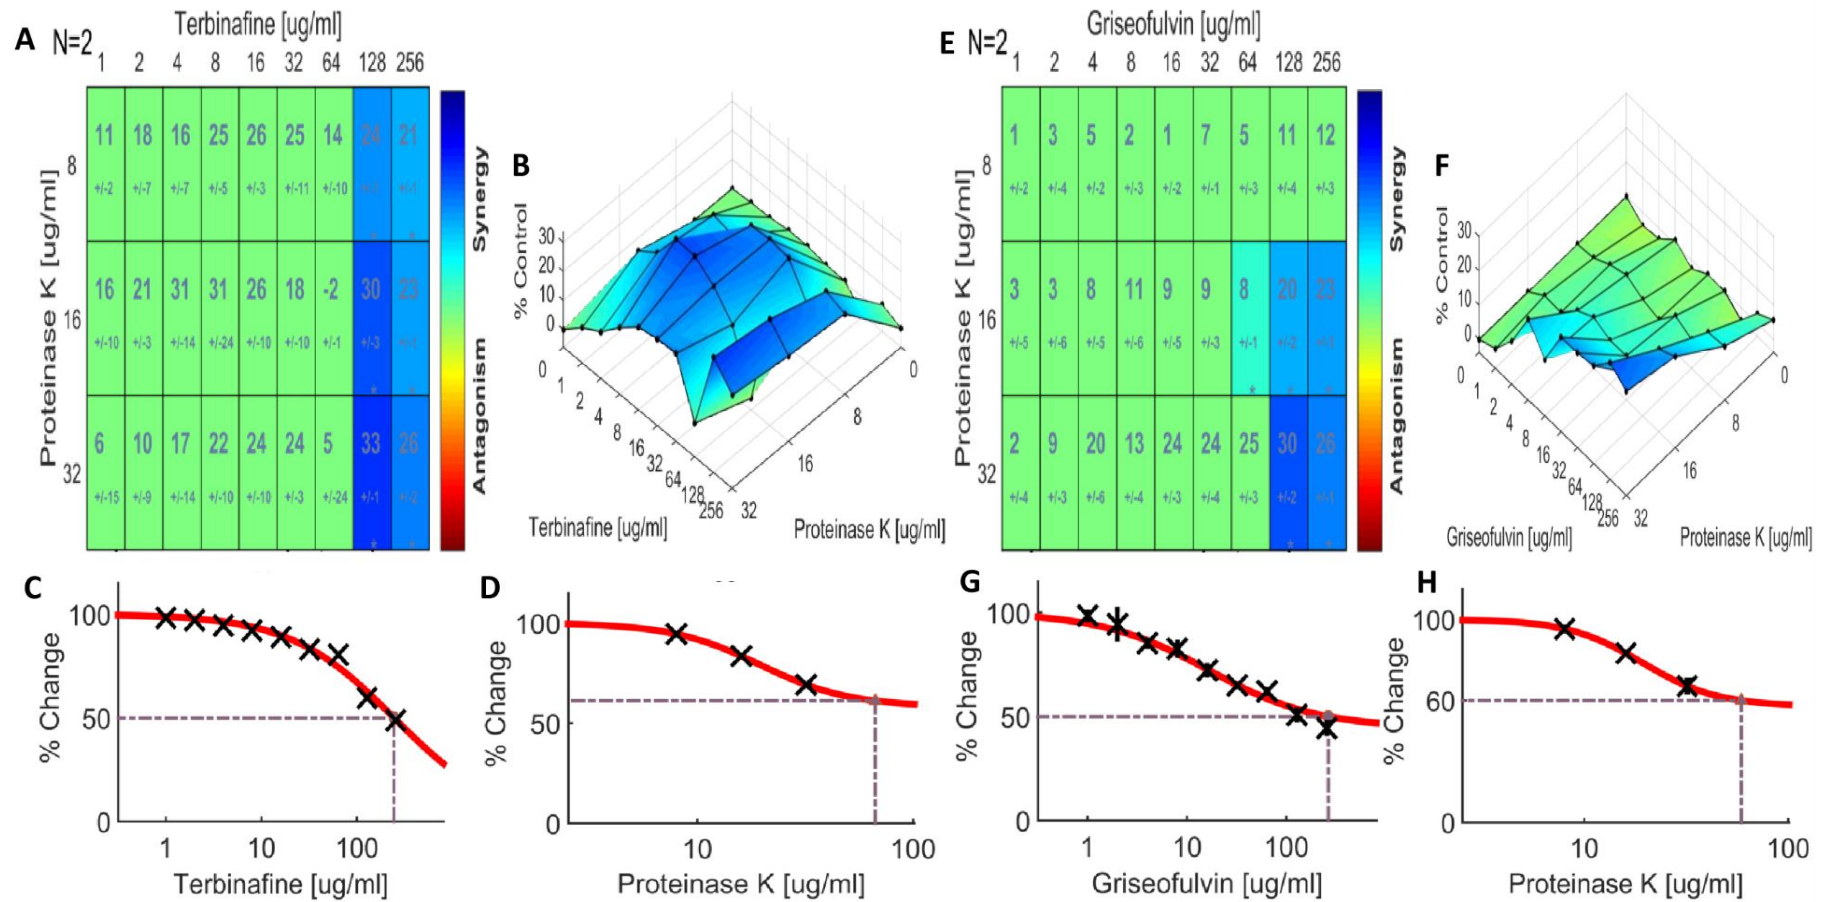 A
N=2
Terbinafine [ug/ml]
1 2 4 8 16 32 64 128 256
Proteinase K [ug/ml]
8
11 18 16 25 26 25 14 24 21
+/-2 +/-7 +/-7 +/-5 +/-3 +/-11 +/-10 +/-1
* *
16
16 21 31 31 26 18 -2 30 23
+/-10 +/-3 +/-14 +/-24 +/-10 +/-10 +/-1 +/-3 +/-1
* *
32
6 10 17 22 24 24 5 33 26
+/-15 +/-9 +/-14 +/-10 +/-10 +/-3 +/-24 +/-1 +/-2
* *
Synergy
Antagonism
B
% Control
30
20
10
0
0 1 2 4 8 16 32 64 128 256
Terbinafine [ug/ml]
0 8 16 32
Proteinase K [ug/ml]
E
N=2
Griseofulvin [ug/ml]
1 2 4 8 16 32 64 128 256
Proteinase K [ug/ml]
8
1 3 5 2 1 7 5 11 12
+/-2 +/-4 +/-2 +/-3 +/-2 +/-1 +/-3 +/-4 +/-3
16
3 3 8 11 9 9 8 20 23
+/-5 +/-6 +/-5 +/-6 +/-5 +/-3 +/-1 +/-2 +/-1
* * *
32
2 9 20 13 24 24 25 30 26
+/-4 +/-3 +/-6 +/-4 +/-3 +/-4 +/-3 +/-2 +/-1
* *
Synergy
Antagonism
F
% Control
30
20
10
0
0 1 2 4 8 16 32 64 128 256
Griseofulvin [ug/ml]
0 8 16 32
Proteinase K [ug/ml]
C
% Change
100
50
0
1 10 100
Terbinafine [ug/ml]
D
% Change
100
50
0
10 100
Proteinase K [ug/ml]
G
% Change
100
50
0
1 10 100
Griseofulvin [ug/ml]
H
% Change
100
60
0
10 100
Proteinase K [ug/ml]